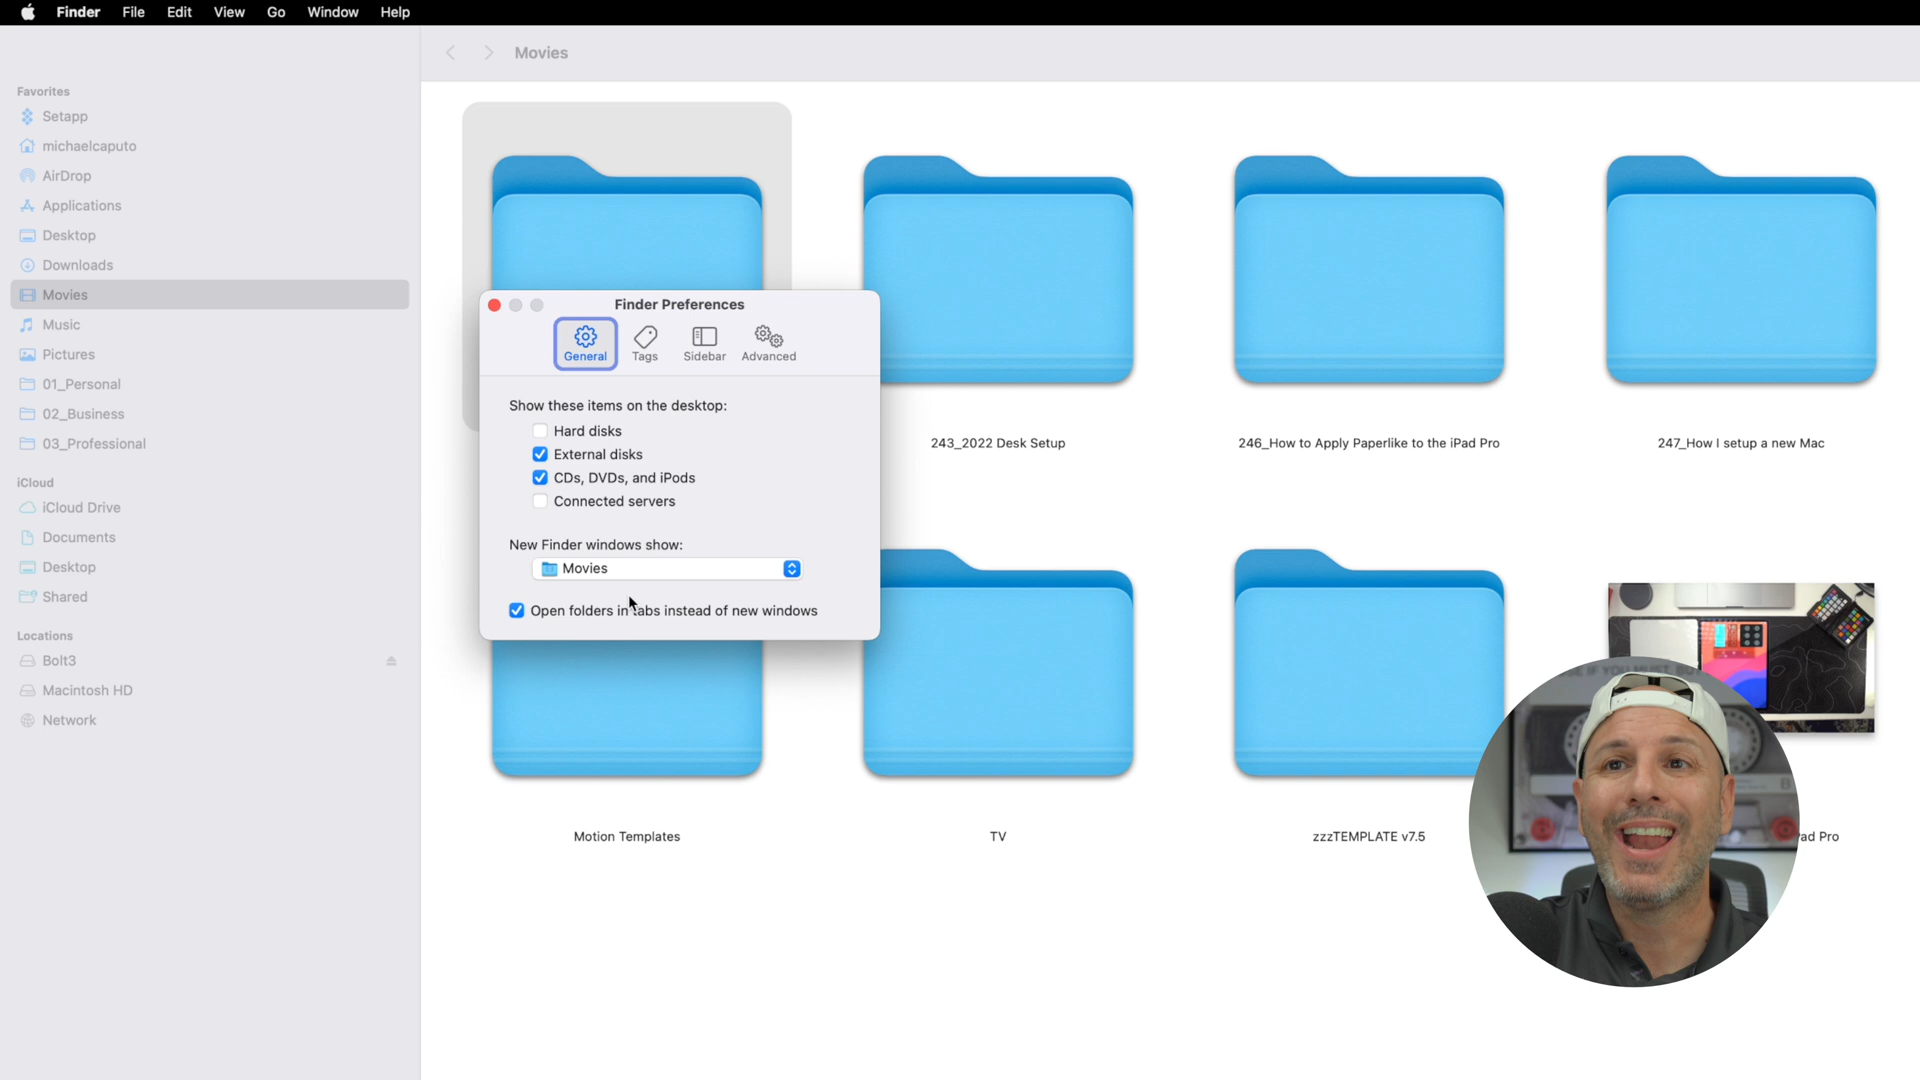 Finder File Edit View Go Window Help
Movies
Favorites
Setapp
michaelcaputo
AirDrop
Applications
Desktop
Downloads
Movies
Music
Pictures
01_Personal
02_Business
03_Professional
iCloud
iCloud Drive
Documents
Desktop
Shared
Locations
Bolt3
Macintosh HD
Network
Finder Preferences
General Tags Sidebar Advanced
Show these items on the desktop:
Hard disks
External disks
CDs, DVDs, and iPods
Connected servers
New Finder windows show:
Movies
Open folders in tabs instead of new windows
243_2022 Desk Setup
246_How to Apply Paperlike to the iPad Pro
247_How I setup a new Mac
Motion Templates
TV
zzzTEMPLATE v7.5
Pro
IF YOU MUST,